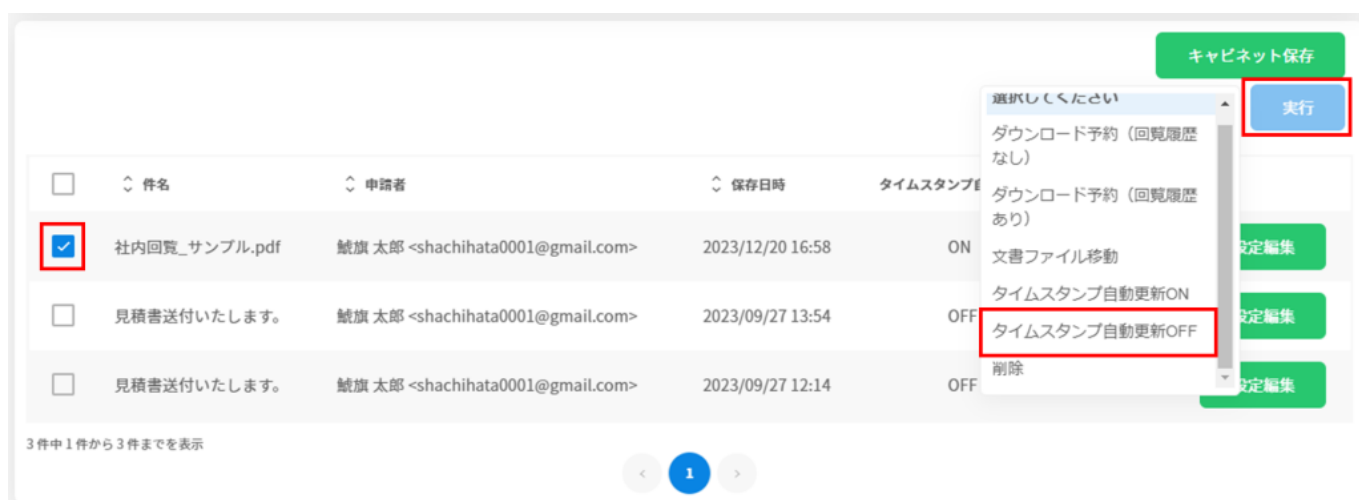 キャビネット保存
選択してください
実行
ダウンロード予約（回覧履歴
なし）
ダウンロード予約（回覧履歴
あり）
文書ファイル移動
タイムスタンプ自動更新ON
タイムスタンプ自動更新OFF
削除
件名 申請者 保存日時 タイムスタンプ
社内回覧_サンプル.pdf 鯱旗 太郎 <shachihata0001@gmail.com> 2023/12/20 16:58 ON 設定編集
見積書送付いたします。 鯱旗 太郎 <shachihata0001@gmail.com> 2023/09/27 13:54 OFF 設定編集
見積書送付いたします。 鯱旗 太郎 <shachihata0001@gmail.com> 2023/09/27 12:14 OFF 設定編集
3 件中 1 件から 3 件までを表示
< 1 >